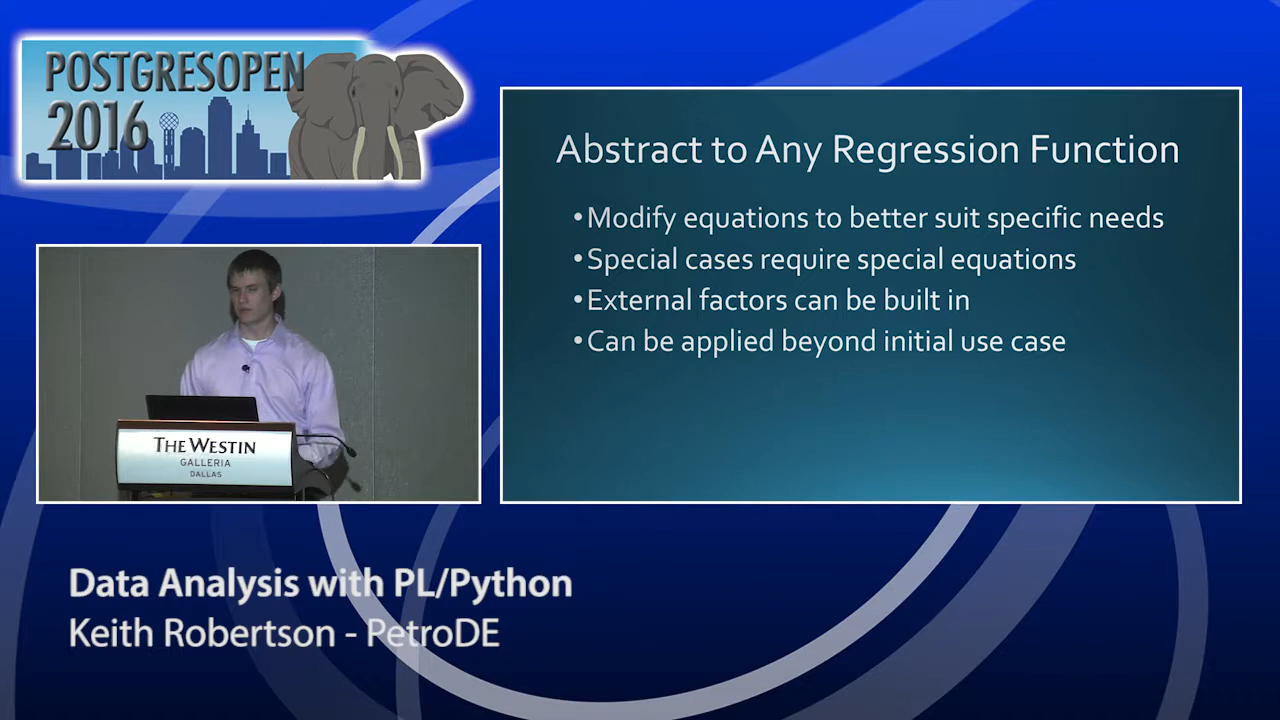 POSTGRESOPEN
2016
Abstract to Any Regression Function
•Modify equations to better suit specific needs
•Special cases require special equations
•External factors can be built in
•Can be applied beyond initial use case
THE WESTIN
GALLERIA
DALLAS
Data Analysis with PL/Python
Keith Robertson - PetroDE